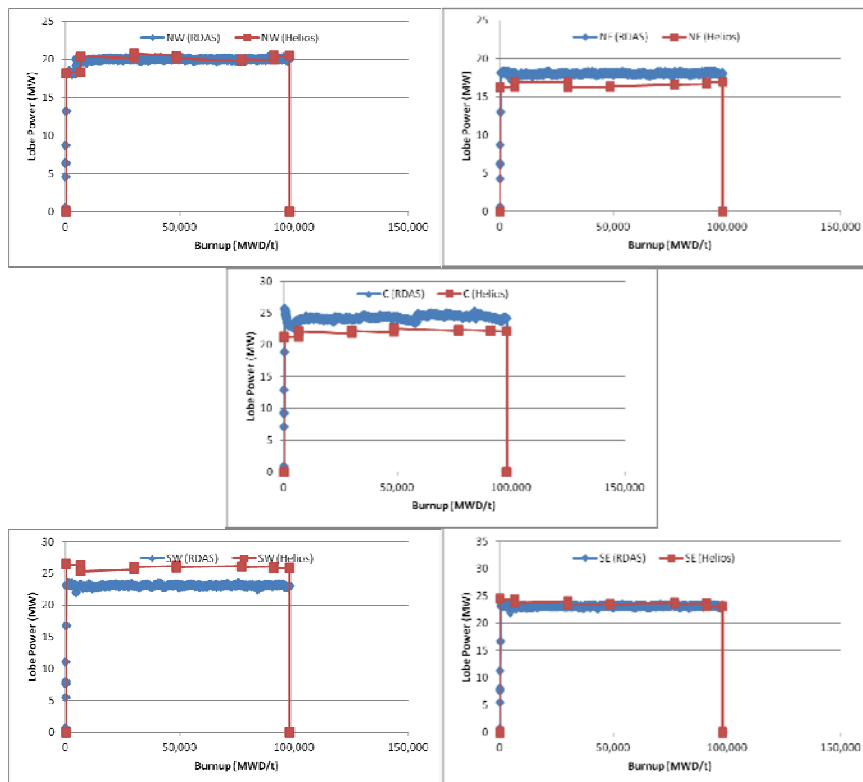 NW (RDAS) NW (Helios)
25
20
15
10
5
0
Lobe Power (MW)
0 50,000 100,000 150,000
Burnup (MWD/t)
NE (RDAS) NE (Helios)
25
20
15
10
5
0
Lobe Power (MW)
0 50,000 100,000 150,000
Burnup (MWD/t)
C (RDAS) C (Helios)
30
25
20
15
10
5
0
Lobe Power (MW)
0 50,000 100,000 150,000
Burnup (MWD/t)
SW (RDAS) SW (Helios)
30
25
20
15
10
5
0
Lobe Power (MW)
0 50,000 100,000 150,000
Burnup (MWD/t)
SE (RDAS) SE (Helios)
35
30
25
20
15
10
5
0
Lobe Power (MW)
0 50,000 100,000 150,000
Burnup (MWD/t)